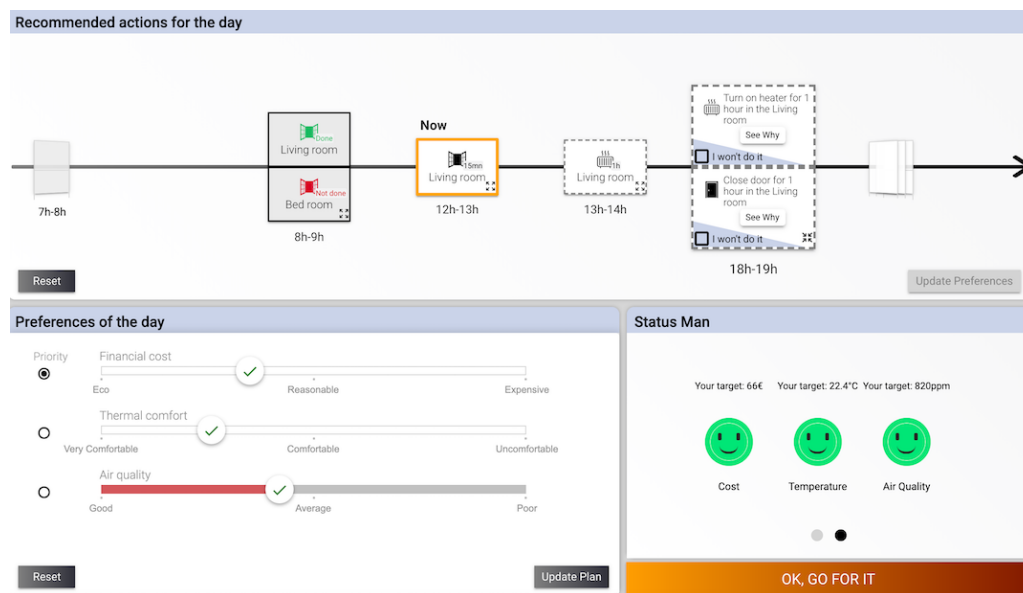 Recommended actions for the day
Now
Done
Living room
Not done
Bed room
15mn
Living room
1h
Living room
Turn on heater for 1
hour in the Living
room
See Why
I won't do it
Close door for 1
hour in the Living
room
See Why
I won't do it
7h-8h
8h-9h
12h-13h
13h-14h
18h-19h
Reset
Update Preferences
Preferences of the day
Priority
Financial cost
Eco
Reasonable
Expensive
Thermal comfort
Very Comfortable
Comfortable
Uncomfortable
Air quality
Good
Average
Poor
Reset
Update Plan
Status Man
Your target: 66€
Your target: 22.4°C
Your target: 820ppm
Cost
Temperature
Air Quality
OK, GO FOR IT